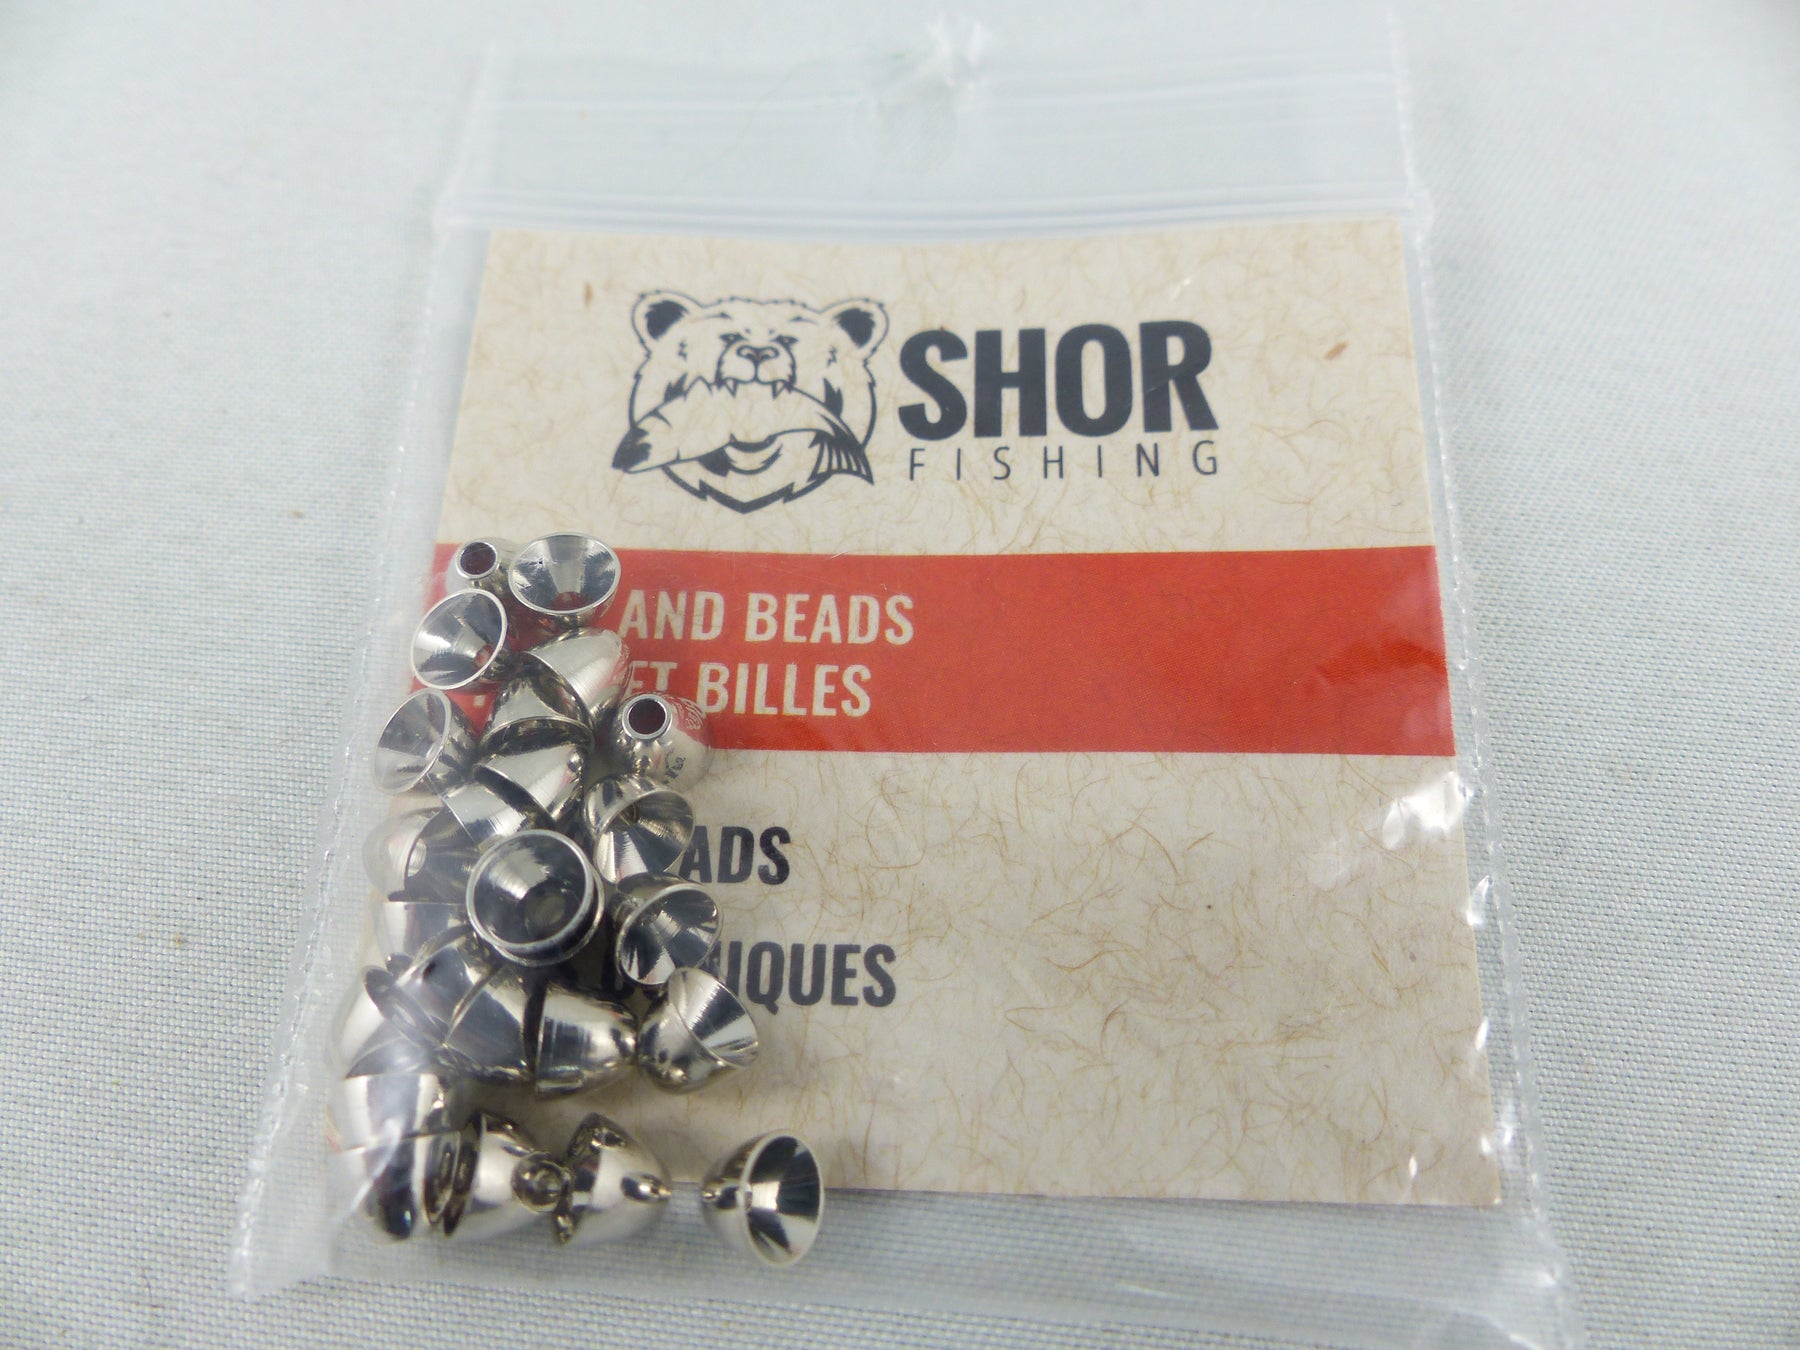 SHOR
FISHING
AND BEADS
ET BILLES
ADS
IQUES